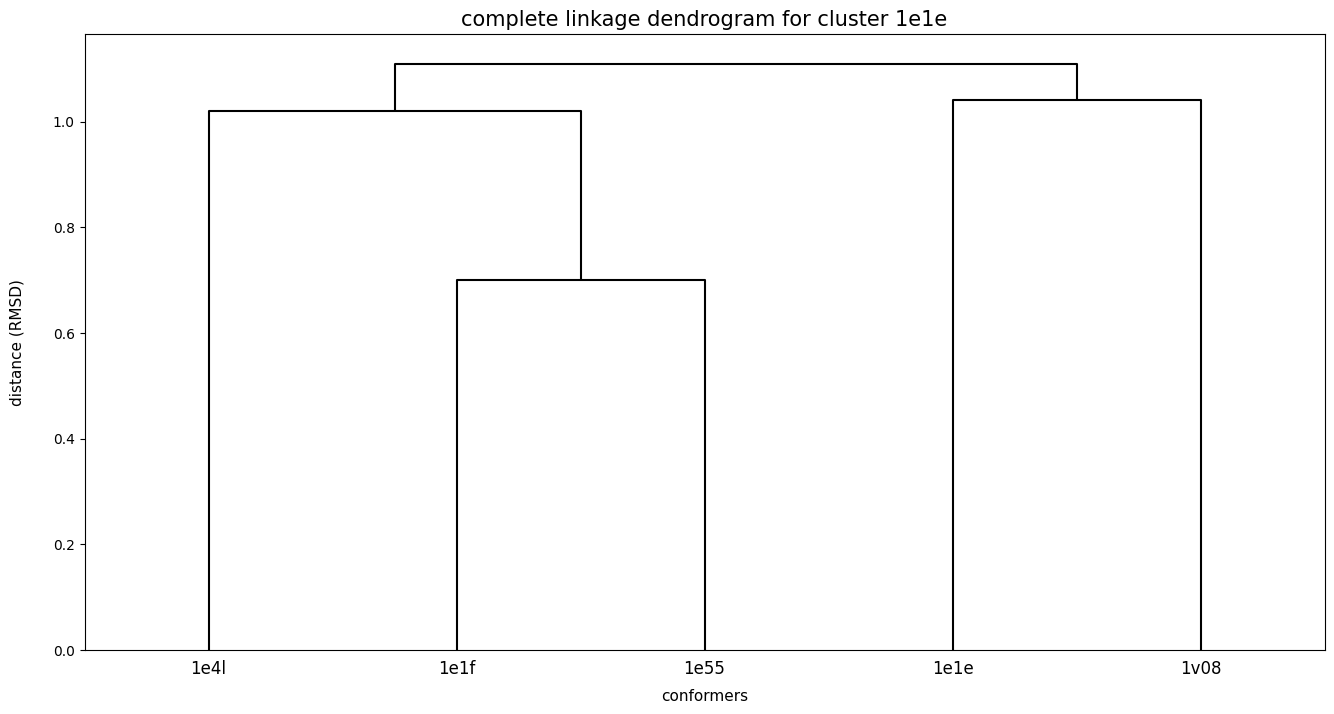 complete linkage dendrogram for cluster 1e1e
distance (RMSD)
1.0
0.8
0.6
0.4
0.2
0.0
1e4l 1e1f 1e55 1e1e 1v08
conformers